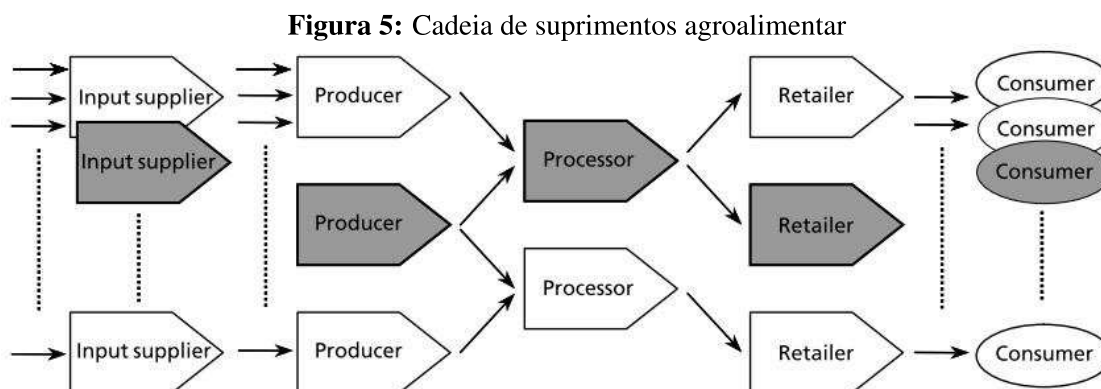 Figura 5: Cadeia de suprimentos agroalimentar
Input supplier
Producer
Retailer
Consumer
Consumer
Input supplier
Processor
Consumer
Producer
Retailer
Processor
Input supplier
Producer
Retailer
Consumer